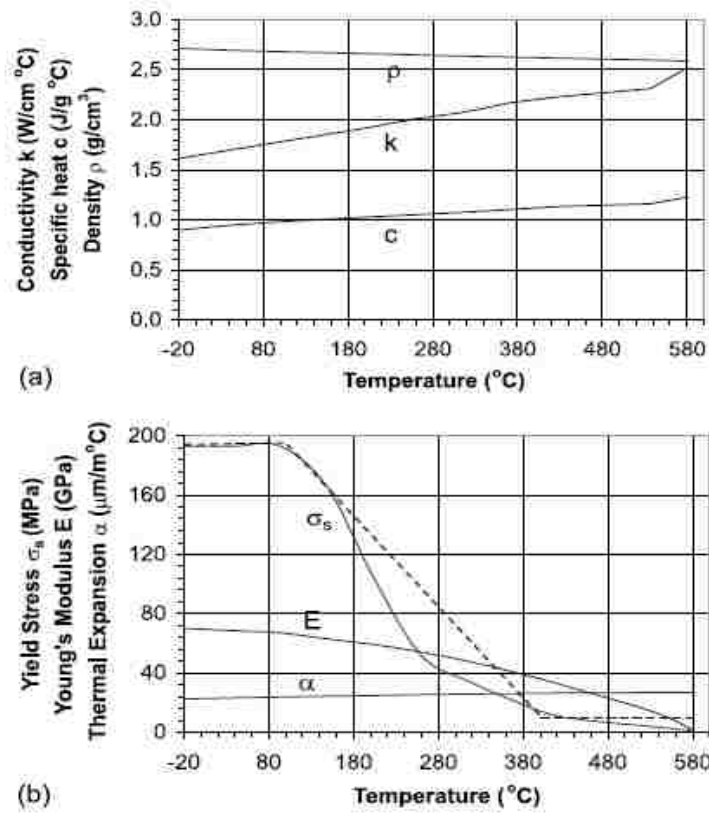 Conductivity k (W/cm °C)
Specific heat c (J/g °C)
Density ρ (g/cm³)
3.0
2.5
2.0
1.5
1.0
0.5
0.0
ρ
k
c
-20 80 180 280 380 480 580
Temperature (°C)
(a)
Yield Stress σs (MPa)
Young's Modulus E (GPa)
Thermal Expansion α (μm/m°C)
200
160
120
80
40
0
σs
E
α
-20 80 180 280 380 480 580
Temperature (°C)
(b)